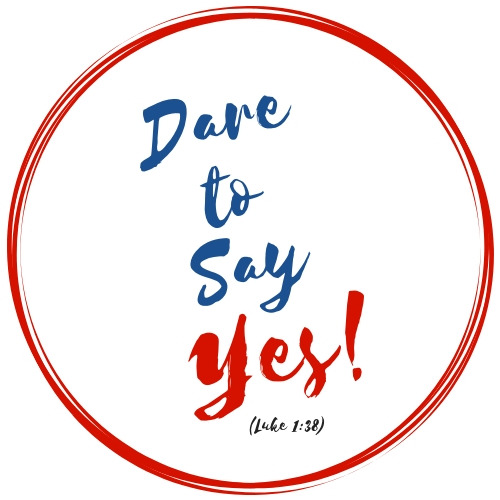 Dare
to
Say
Yes!
(Luke 1:38)